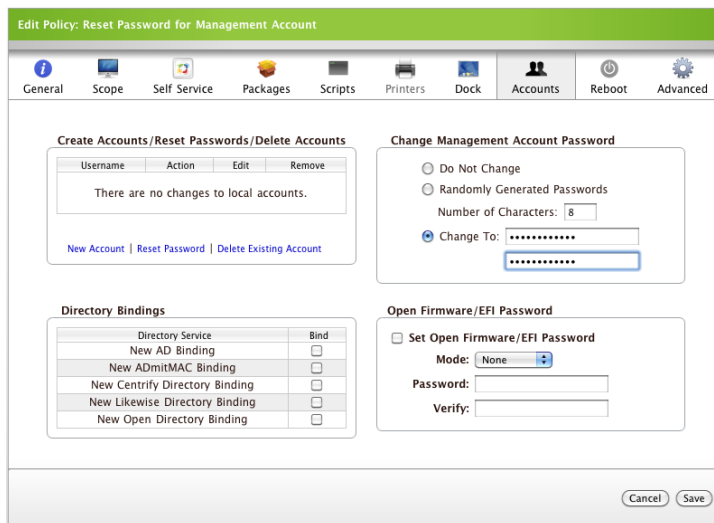 Edit Policy: Reset Password for Management Account
General Scope Self Service Packages Scripts Printers Dock Accounts Reboot Advanced
Create Accounts/Reset Passwords/Delete Accounts
Username Action Edit Remove
There are no changes to local accounts.
New Account | Reset Password | Delete Existing Account
Change Management Account Password
Do Not Change
Randomly Generated Passwords
Number of Characters: 8
Change To: ••••••••••••
••••••••••••
Directory Bindings
Directory Service Bind
New AD Binding
New ADmitMAC Binding
New Centrify Directory Binding
New Likewise Directory Binding
New Open Directory Binding
Open Firmware/EFI Password
Set Open Firmware/EFI Password
Mode: None
Password:
Verify:
Cancel Save